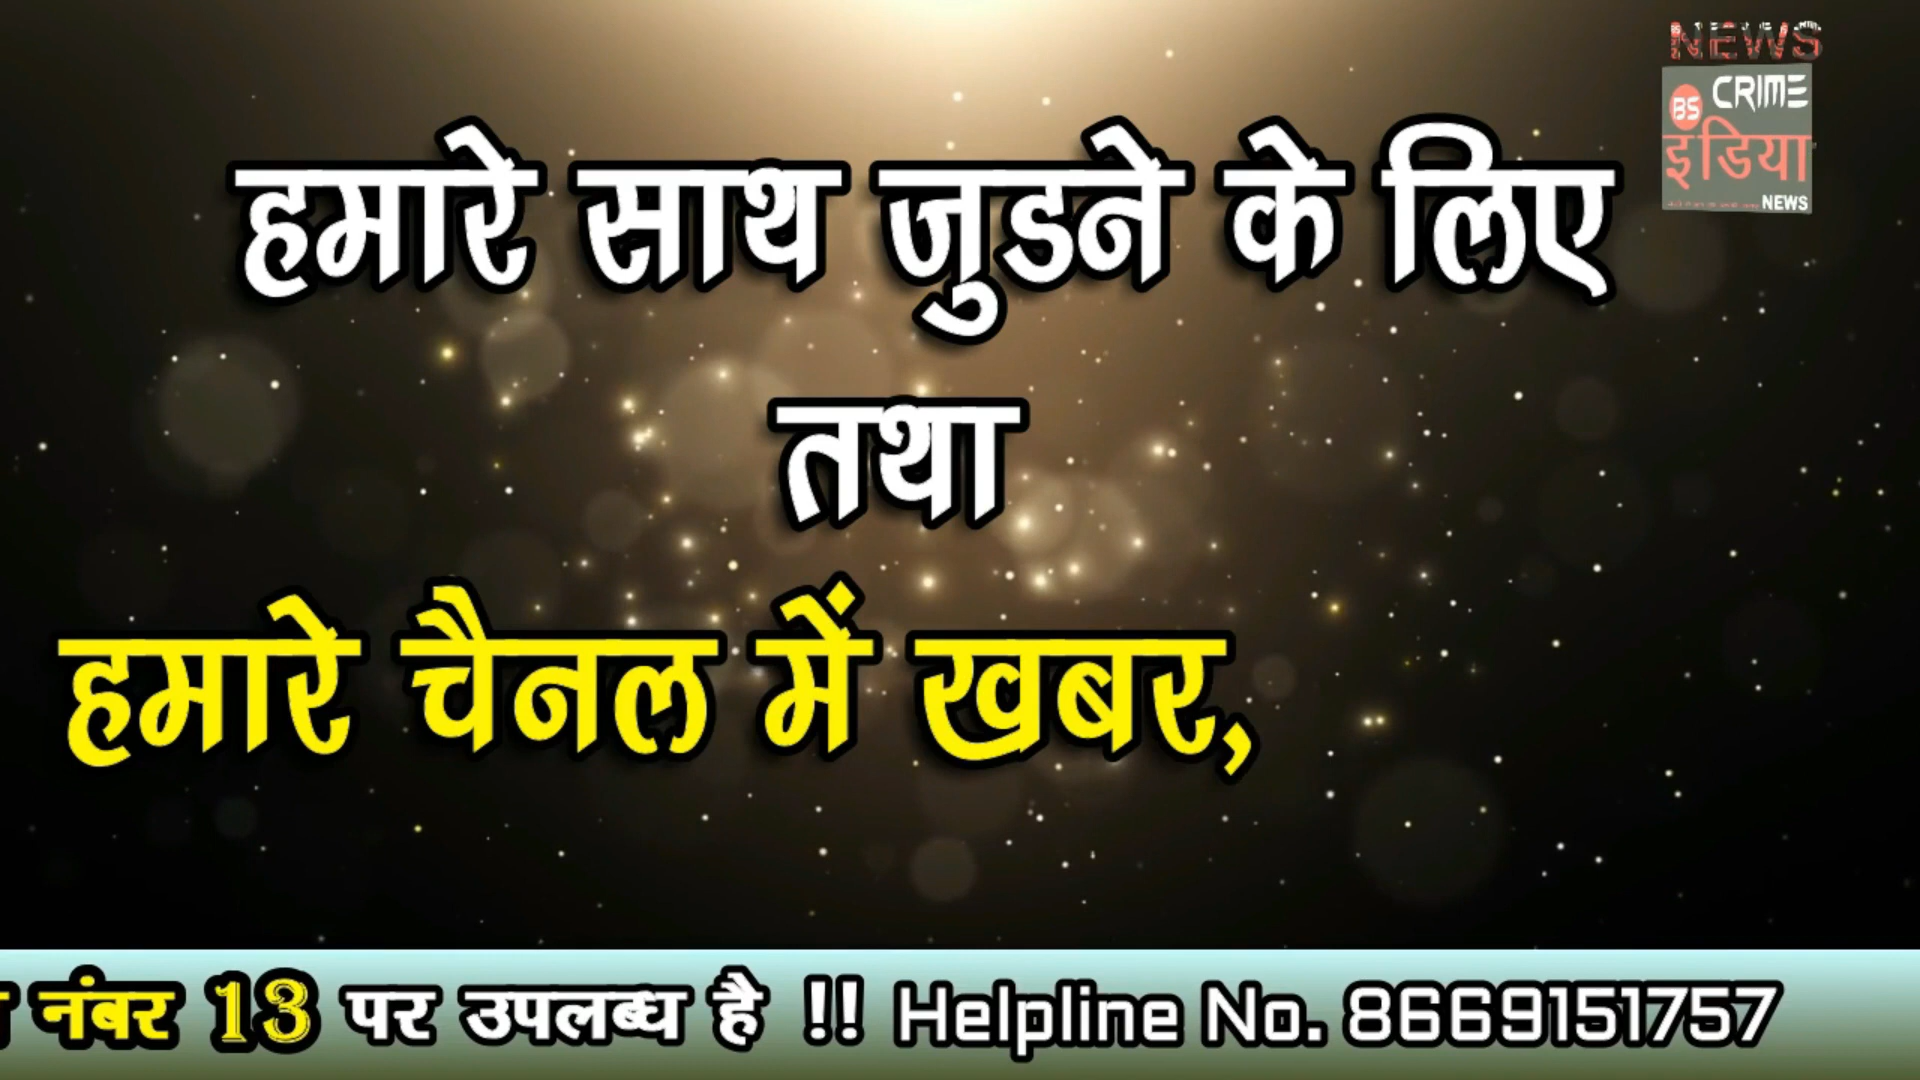 NEWS
BS CRIME
इंडिया
NEWS
हमारे साथ जुडने के लिए
तथा
हमारे चैनल में खबर,
नंबर 13 पर उपलब्ध है !! Helpline No. 8669151757